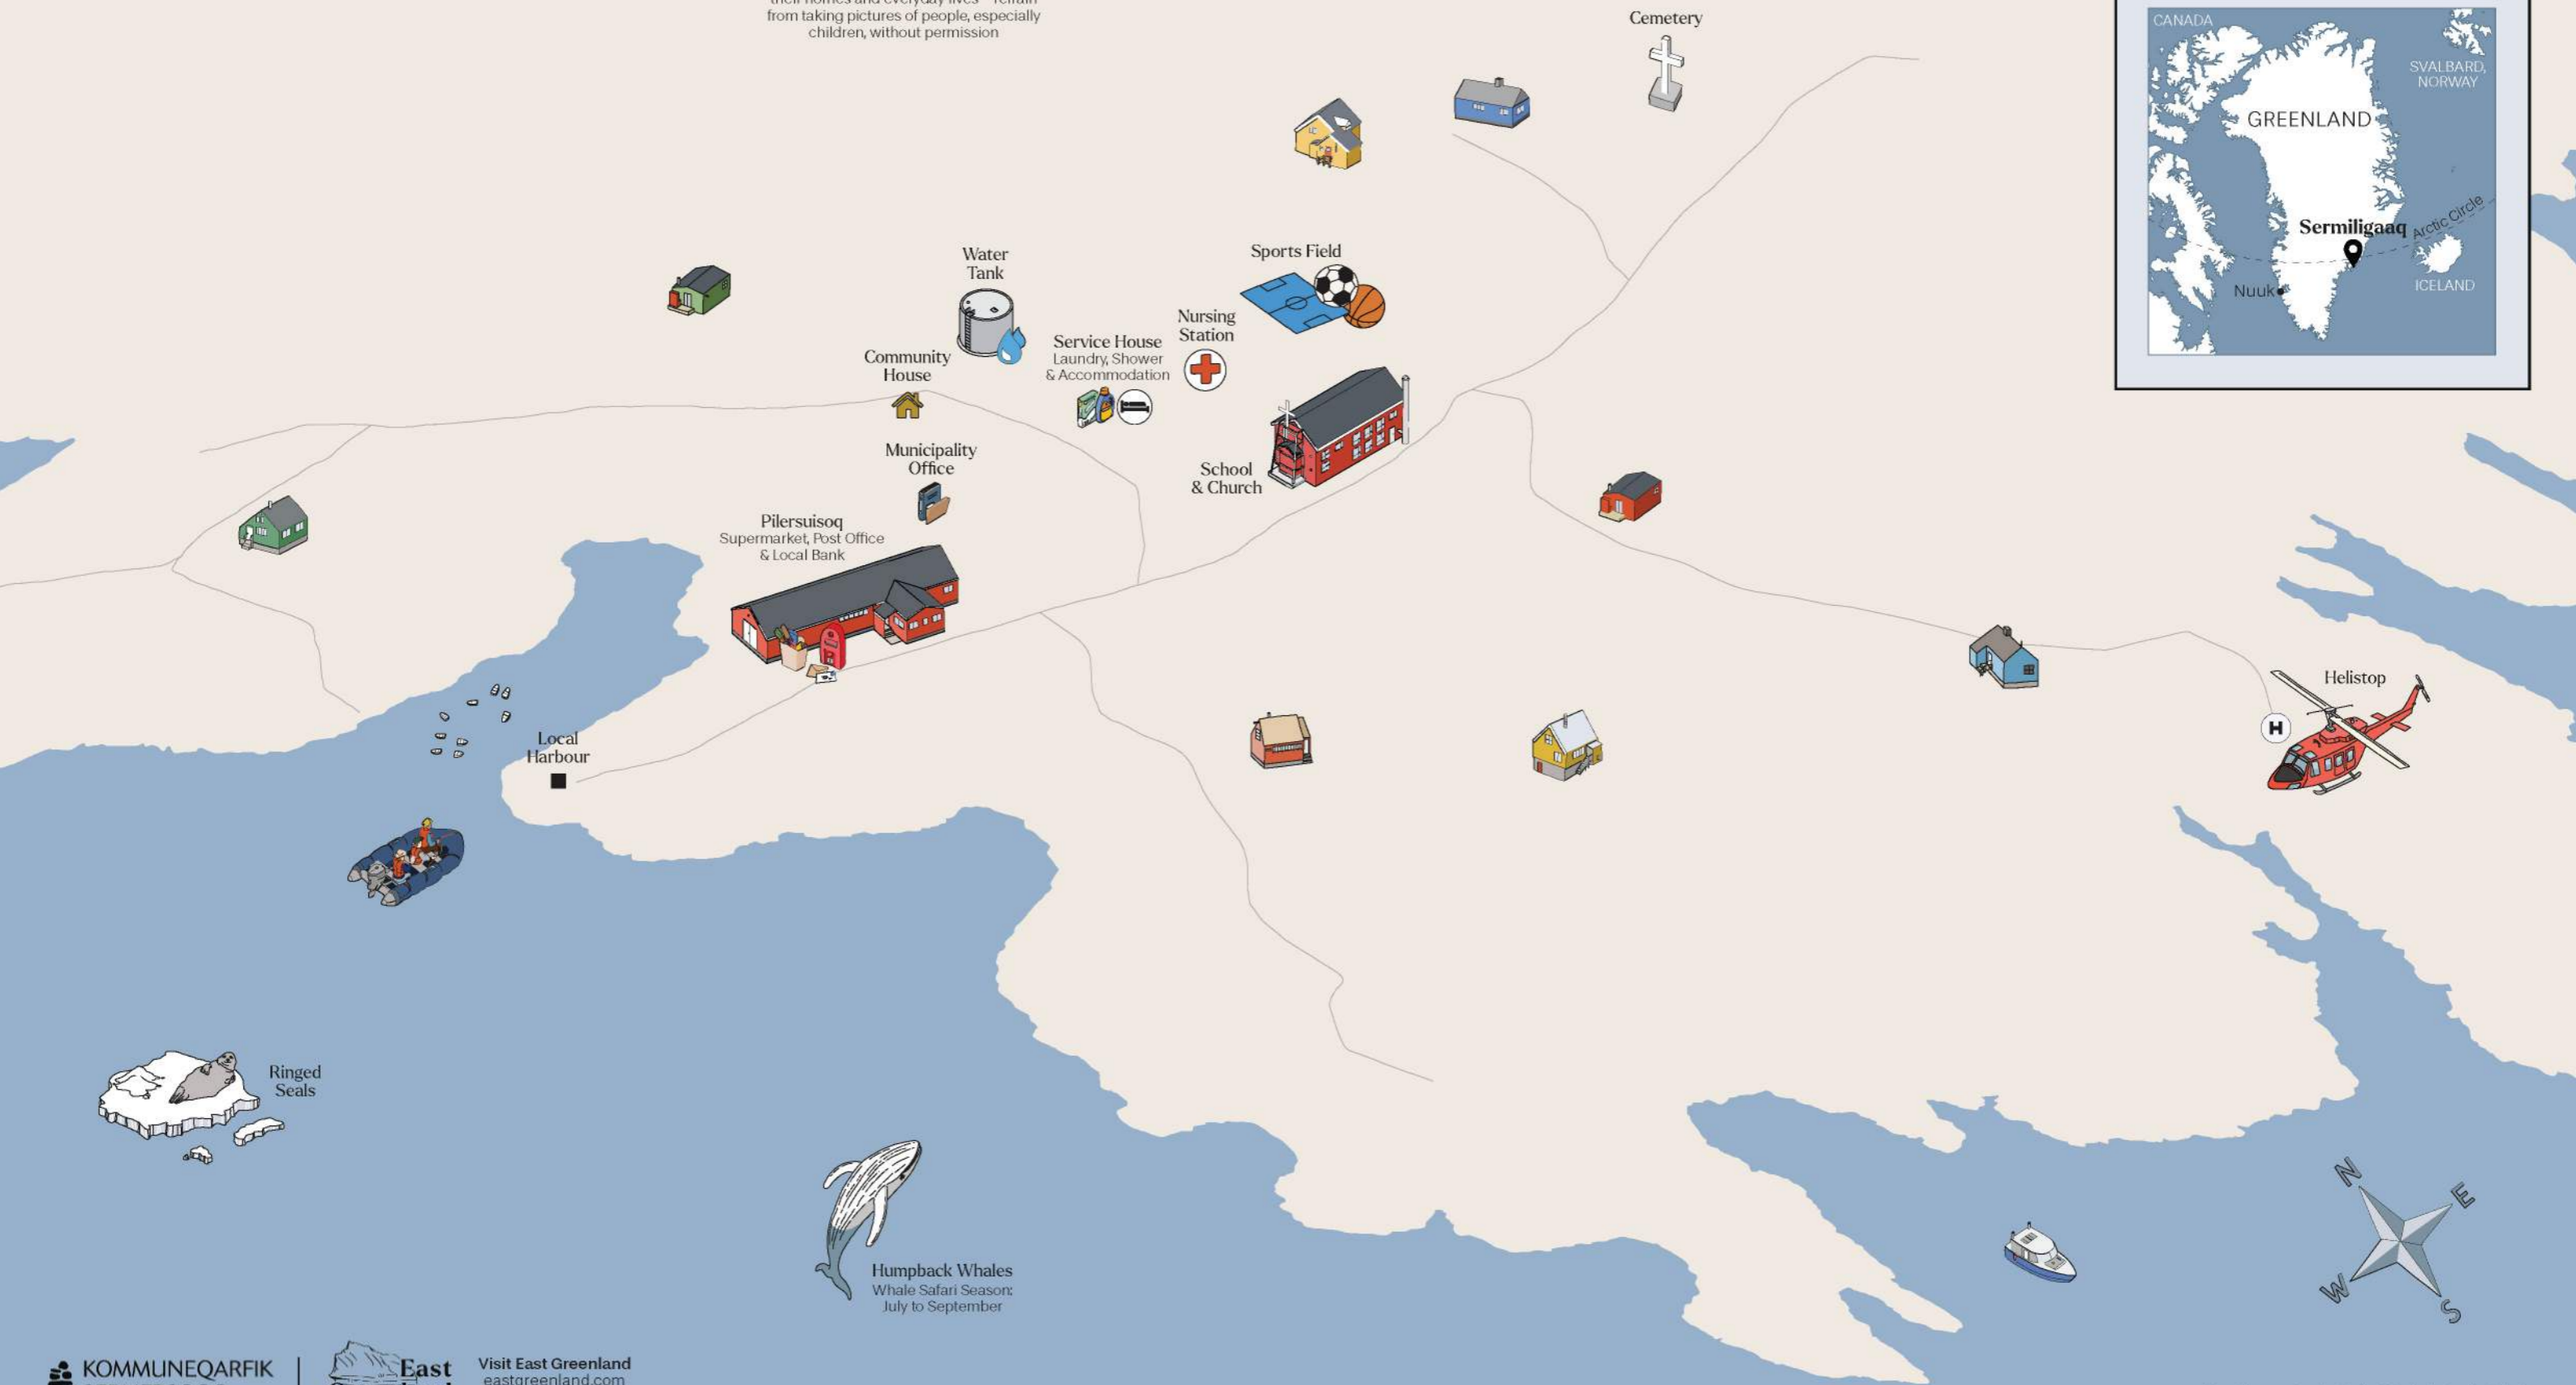 from taking pictures of people, especially
children, without permission
Cemetery
CANADA
SVALBARD,
NORWAY
GREENLAND
Sermiligaaq
Arctic Circle
Nuuk
ICELAND
Water
Tank
Sports Field
Nursing
Station
Service House
Laundry, Shower
& Accommodation
Community
House
Municipality
Office
School
& Church
Pilersuisoq
Supermarket, Post Office
& Local Bank
Helistop
H
Local
Harbour
Ringed
Seals
Humpback Whales
Whale Safari Season:
July to September
N
E
W
S
KOMMUNEQARFIK
East
Visit East Greenland
eastgreenland.com